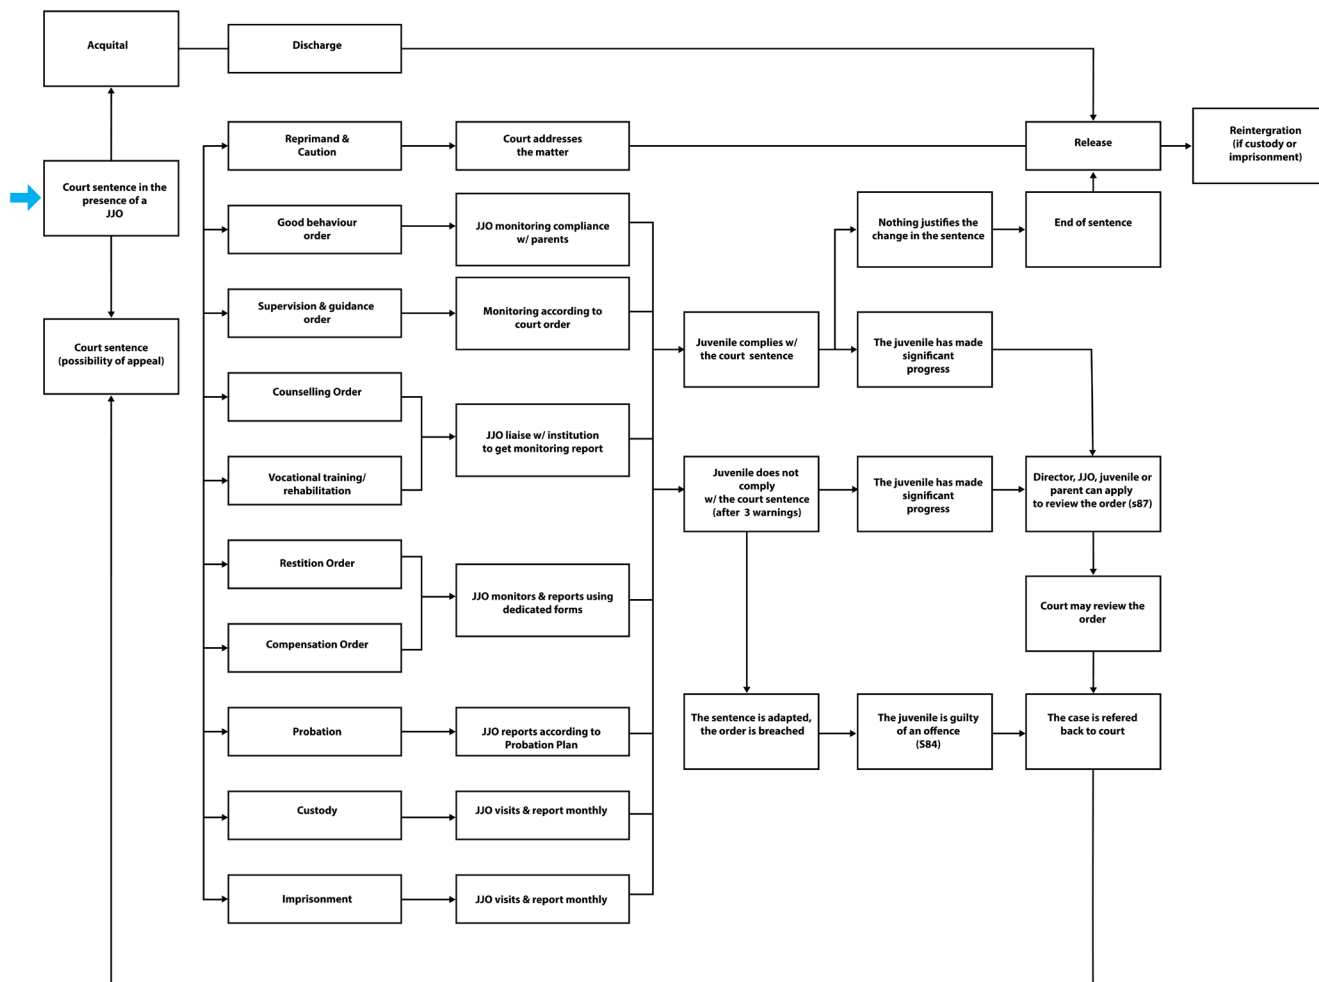 Acquital
Discharge
Reprimand &
Caution
Court addresses
the matter
Release
Reintergration
(if custody or
imprisonment)
Court sentence in the
presence of a
JJO
Good behaviour
order
JJO monitoring compliance
w/ parents
Nothing justifies the
change in the sentence
End of sentence
Supervision & guidance
order
Monitoring according to
court order
Court sentence
(possibility of appeal)
Juvenile complies w/
the court sentence
The juvenile has made
significant
progress
Counselling Order
JJO liaise w/ institution
to get monitoring report
Vocational training/
rehabilitation
Juvenile does not
comply
w/ the court sentence
(after 3 warnings)
The juvenile has made
significant
progress
Director, JJO, juvenile or
parent can apply
to review the order (s87)
Restition Order
JJO monitors & reports using
dedicated forms
Compensation Order
Court may review the
order
Probation
JJO reports according to
Probation Plan
The sentence is adapted,
the order is breached
The juvenile is guilty
of an offence
(S84)
The case is refered
back to court
Custody
JJO visits & report monthly
Imprisonment
JJO visits & report monthly